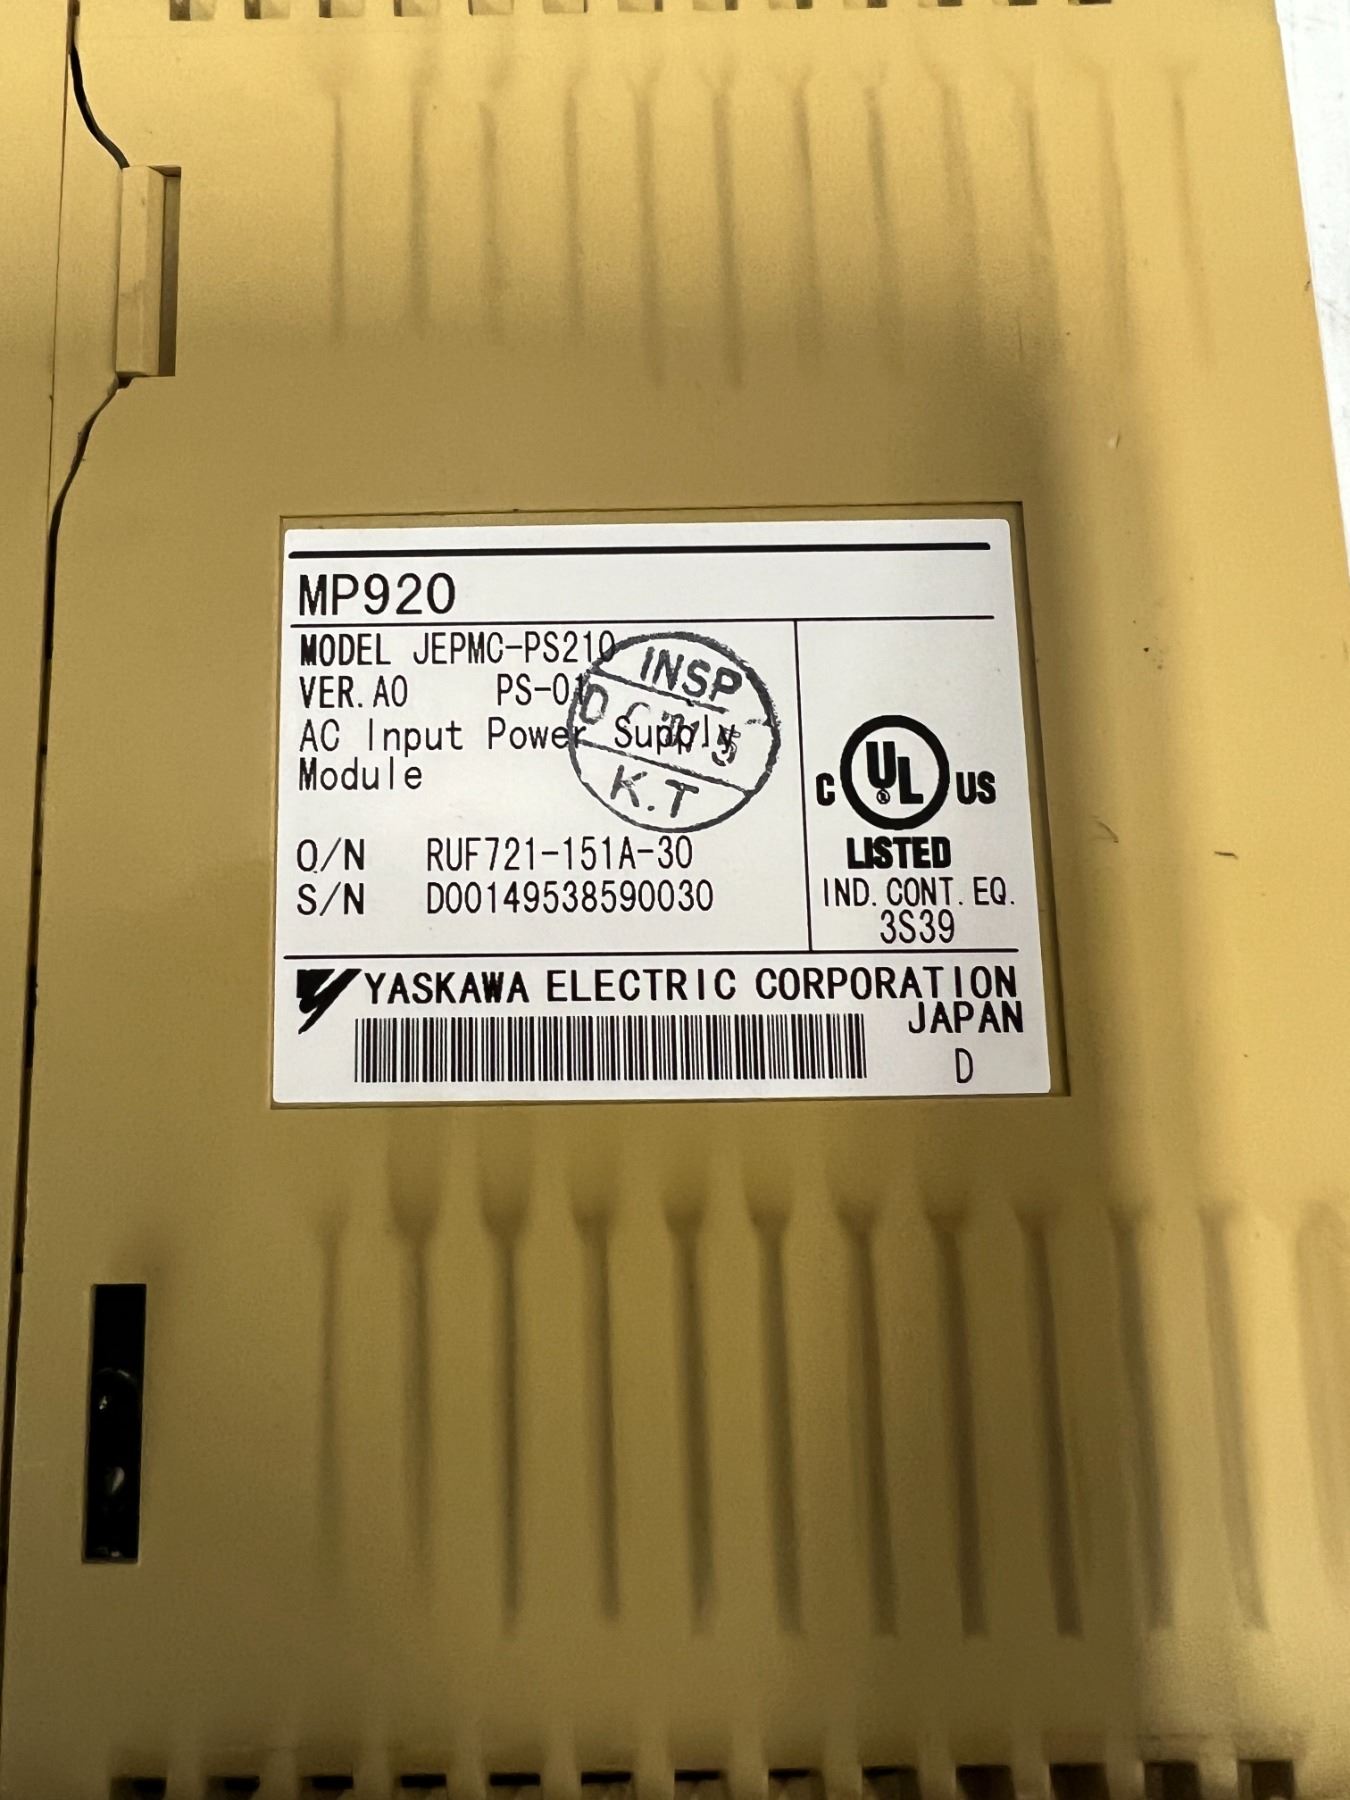 MP920
MODEL JEPMC-PS210
VER. A0 PS-01
AC Input Power Supply
Module
INSP
K.T
O/N RUF721-151A-30
S/N D00149538590030
C UL US
®
LISTED
IND. CONT. EQ.
3S39
YASKAWA ELECTRIC CORPORATION
JAPAN
D